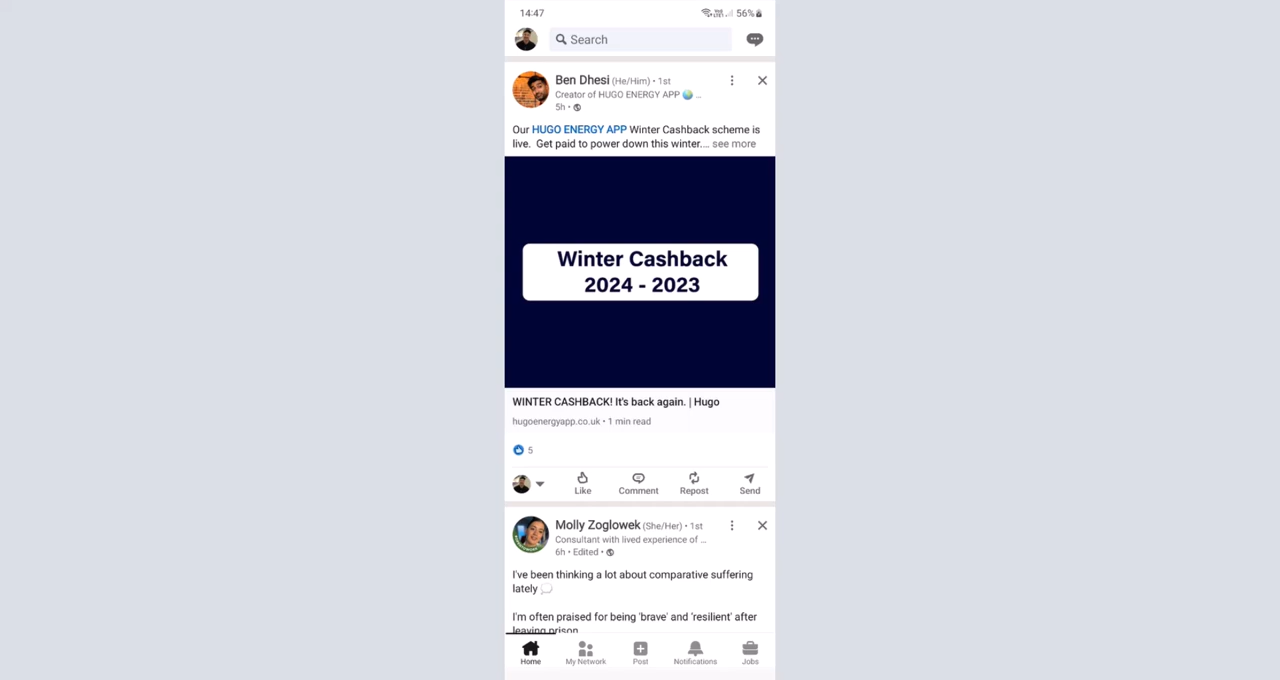 14:47
56%
Search
Ben Dhesi (He/Him) • 1st
Creator of HUGO ENERGY APP 🌍 ...
5h •
Our HUGO ENERGY APP Winter Cashback scheme is
live. Get paid to power down this winter.... see more
Winter Cashback
2024 - 2023
WINTER CASHBACK! It's back again. | Hugo
hugoenergyapp.co.uk • 1 min read
5
Like Comment Repost Send
Molly Zoglowek (She/Her) • 1st
Consultant with lived experience of ...
6h • Edited •
I've been thinking a lot about comparative suffering
lately 💭
I'm often praised for being 'brave' and 'resilient' after
leaving prison
Home My Network Post Notifications Jobs